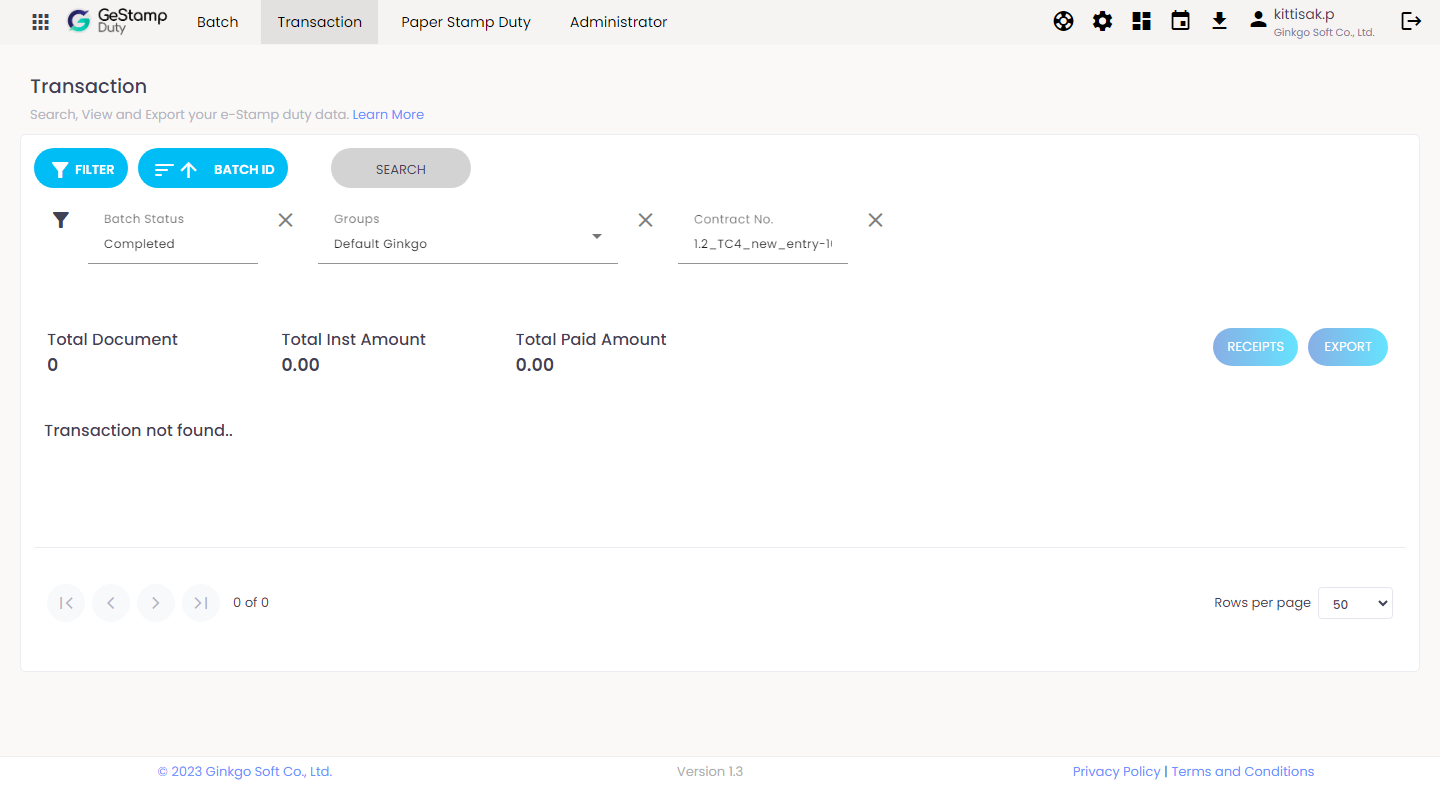 GeStamp
Duty
Batch
Transaction
Paper Stamp Duty
Administrator
kittisak.p
Ginkgo Soft Co., Ltd.
Transaction
Search, View and Export your e-Stamp duty data. Learn More
FILTER
BATCH ID
SEARCH
Batch Status
Completed
Groups
Default Ginkgo
Contract No.
1.2_TC4_new_entry-1
Total Document
0
Total Inst Amount
0.00
Total Paid Amount
0.00
RECEIPTS
EXPORT
Transaction not found..
0 of 0
Rows per page
50
© 2023 Ginkgo Soft Co., Ltd.
Version 1.3
Privacy Policy | Terms and Conditions